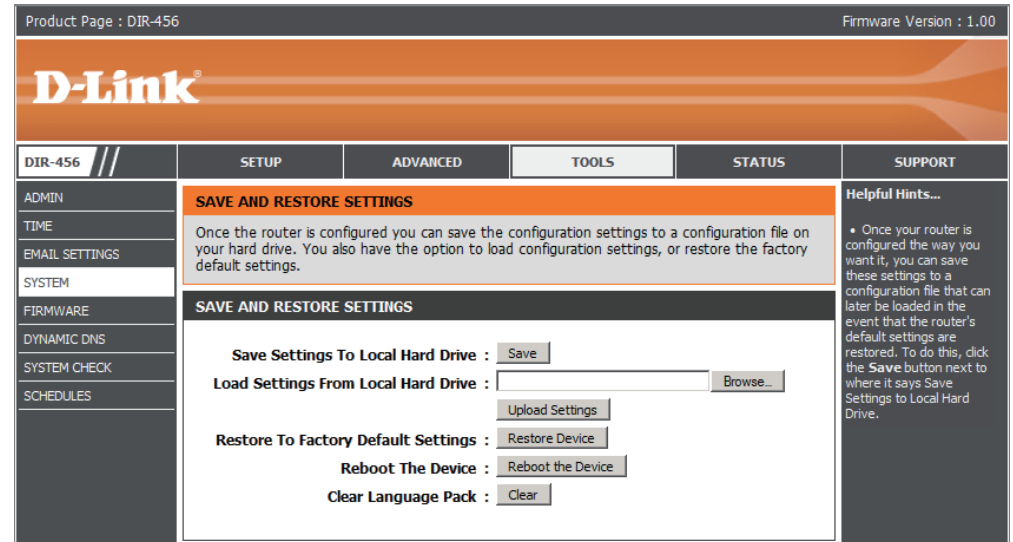 Product Page : DIR-456
Firmware Version : 1.00
D-Link®
DIR-456
SETUP
ADVANCED
TOOLS
STATUS
SUPPORT
ADMIN
TIME
EMAIL SETTINGS
SYSTEM
FIRMWARE
DYNAMIC DNS
SYSTEM CHECK
SCHEDULES
SAVE AND RESTORE SETTINGS
Once the router is configured you can save the configuration settings to a configuration file on
your hard drive. You also have the option to load configuration settings, or restore the factory
default settings.
SAVE AND RESTORE SETTINGS
Save Settings To Local Hard Drive : Save
Load Settings From Local Hard Drive : Browse...
Upload Settings
Restore To Factory Default Settings : Restore Device
Reboot The Device : Reboot the Device
Clear Language Pack : Clear
Helpful Hints...
• Once your router is
configured the way you
want it, you can save
these settings to a
configuration file that can
later be loaded in the
event that the router's
default settings are
restored. To do this, click
the Save button next to
where it says Save
Settings to Local Hard
Drive.